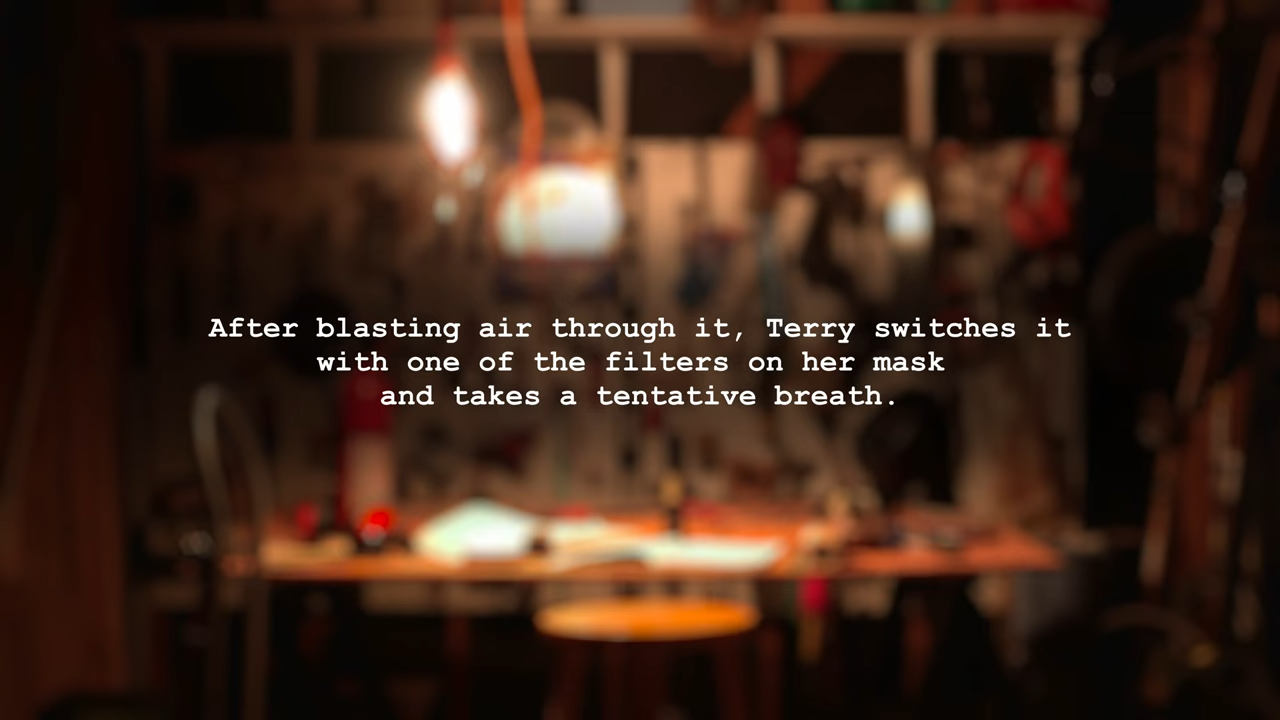 After blasting air through it, Terry switches it
with one of the filters on her mask
and takes a tentative breath.